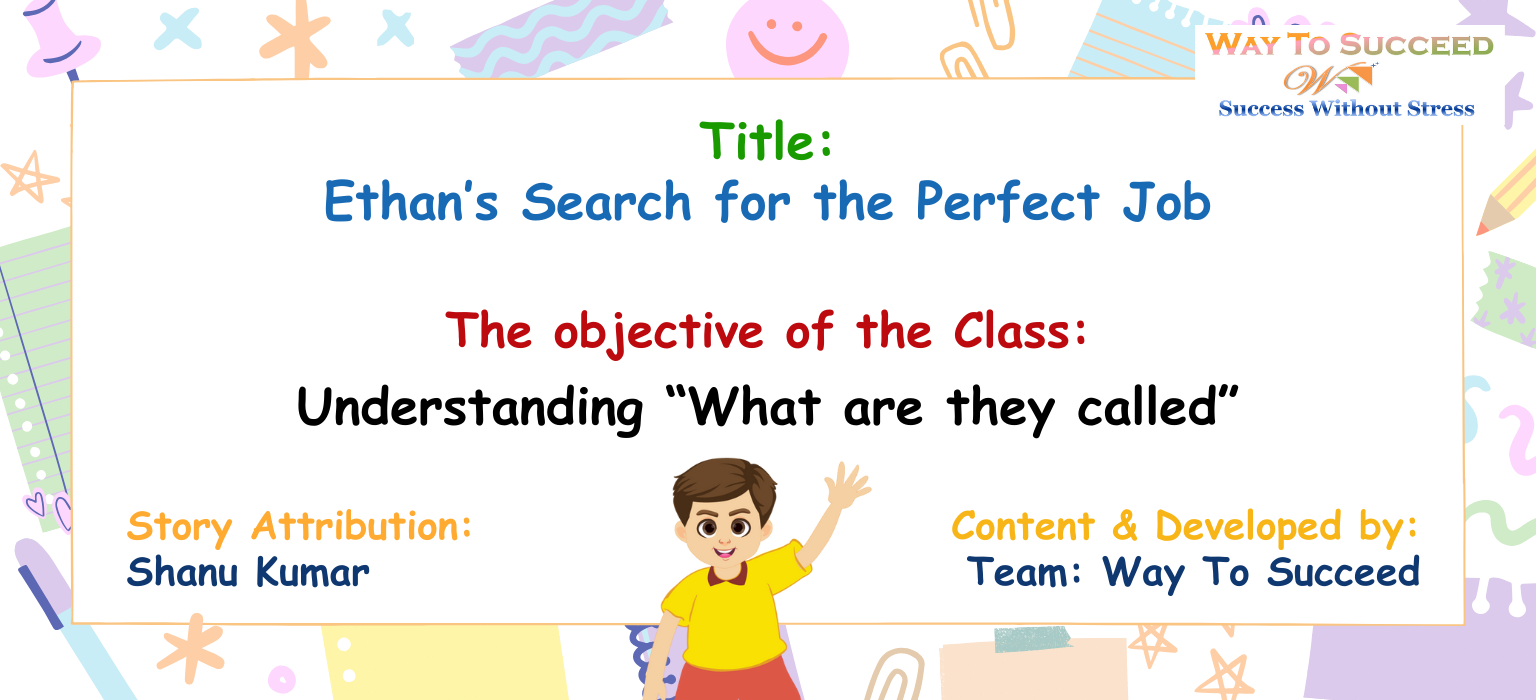 WAY TO SUCCEED
W
Success Without Stress
Title:
Ethan's Search for the Perfect Job
The objective of the Class:
Understanding “What are they called”
Story Attribution:
Shanu Kumar
Content & Developed by:
Team: Way To Succeed